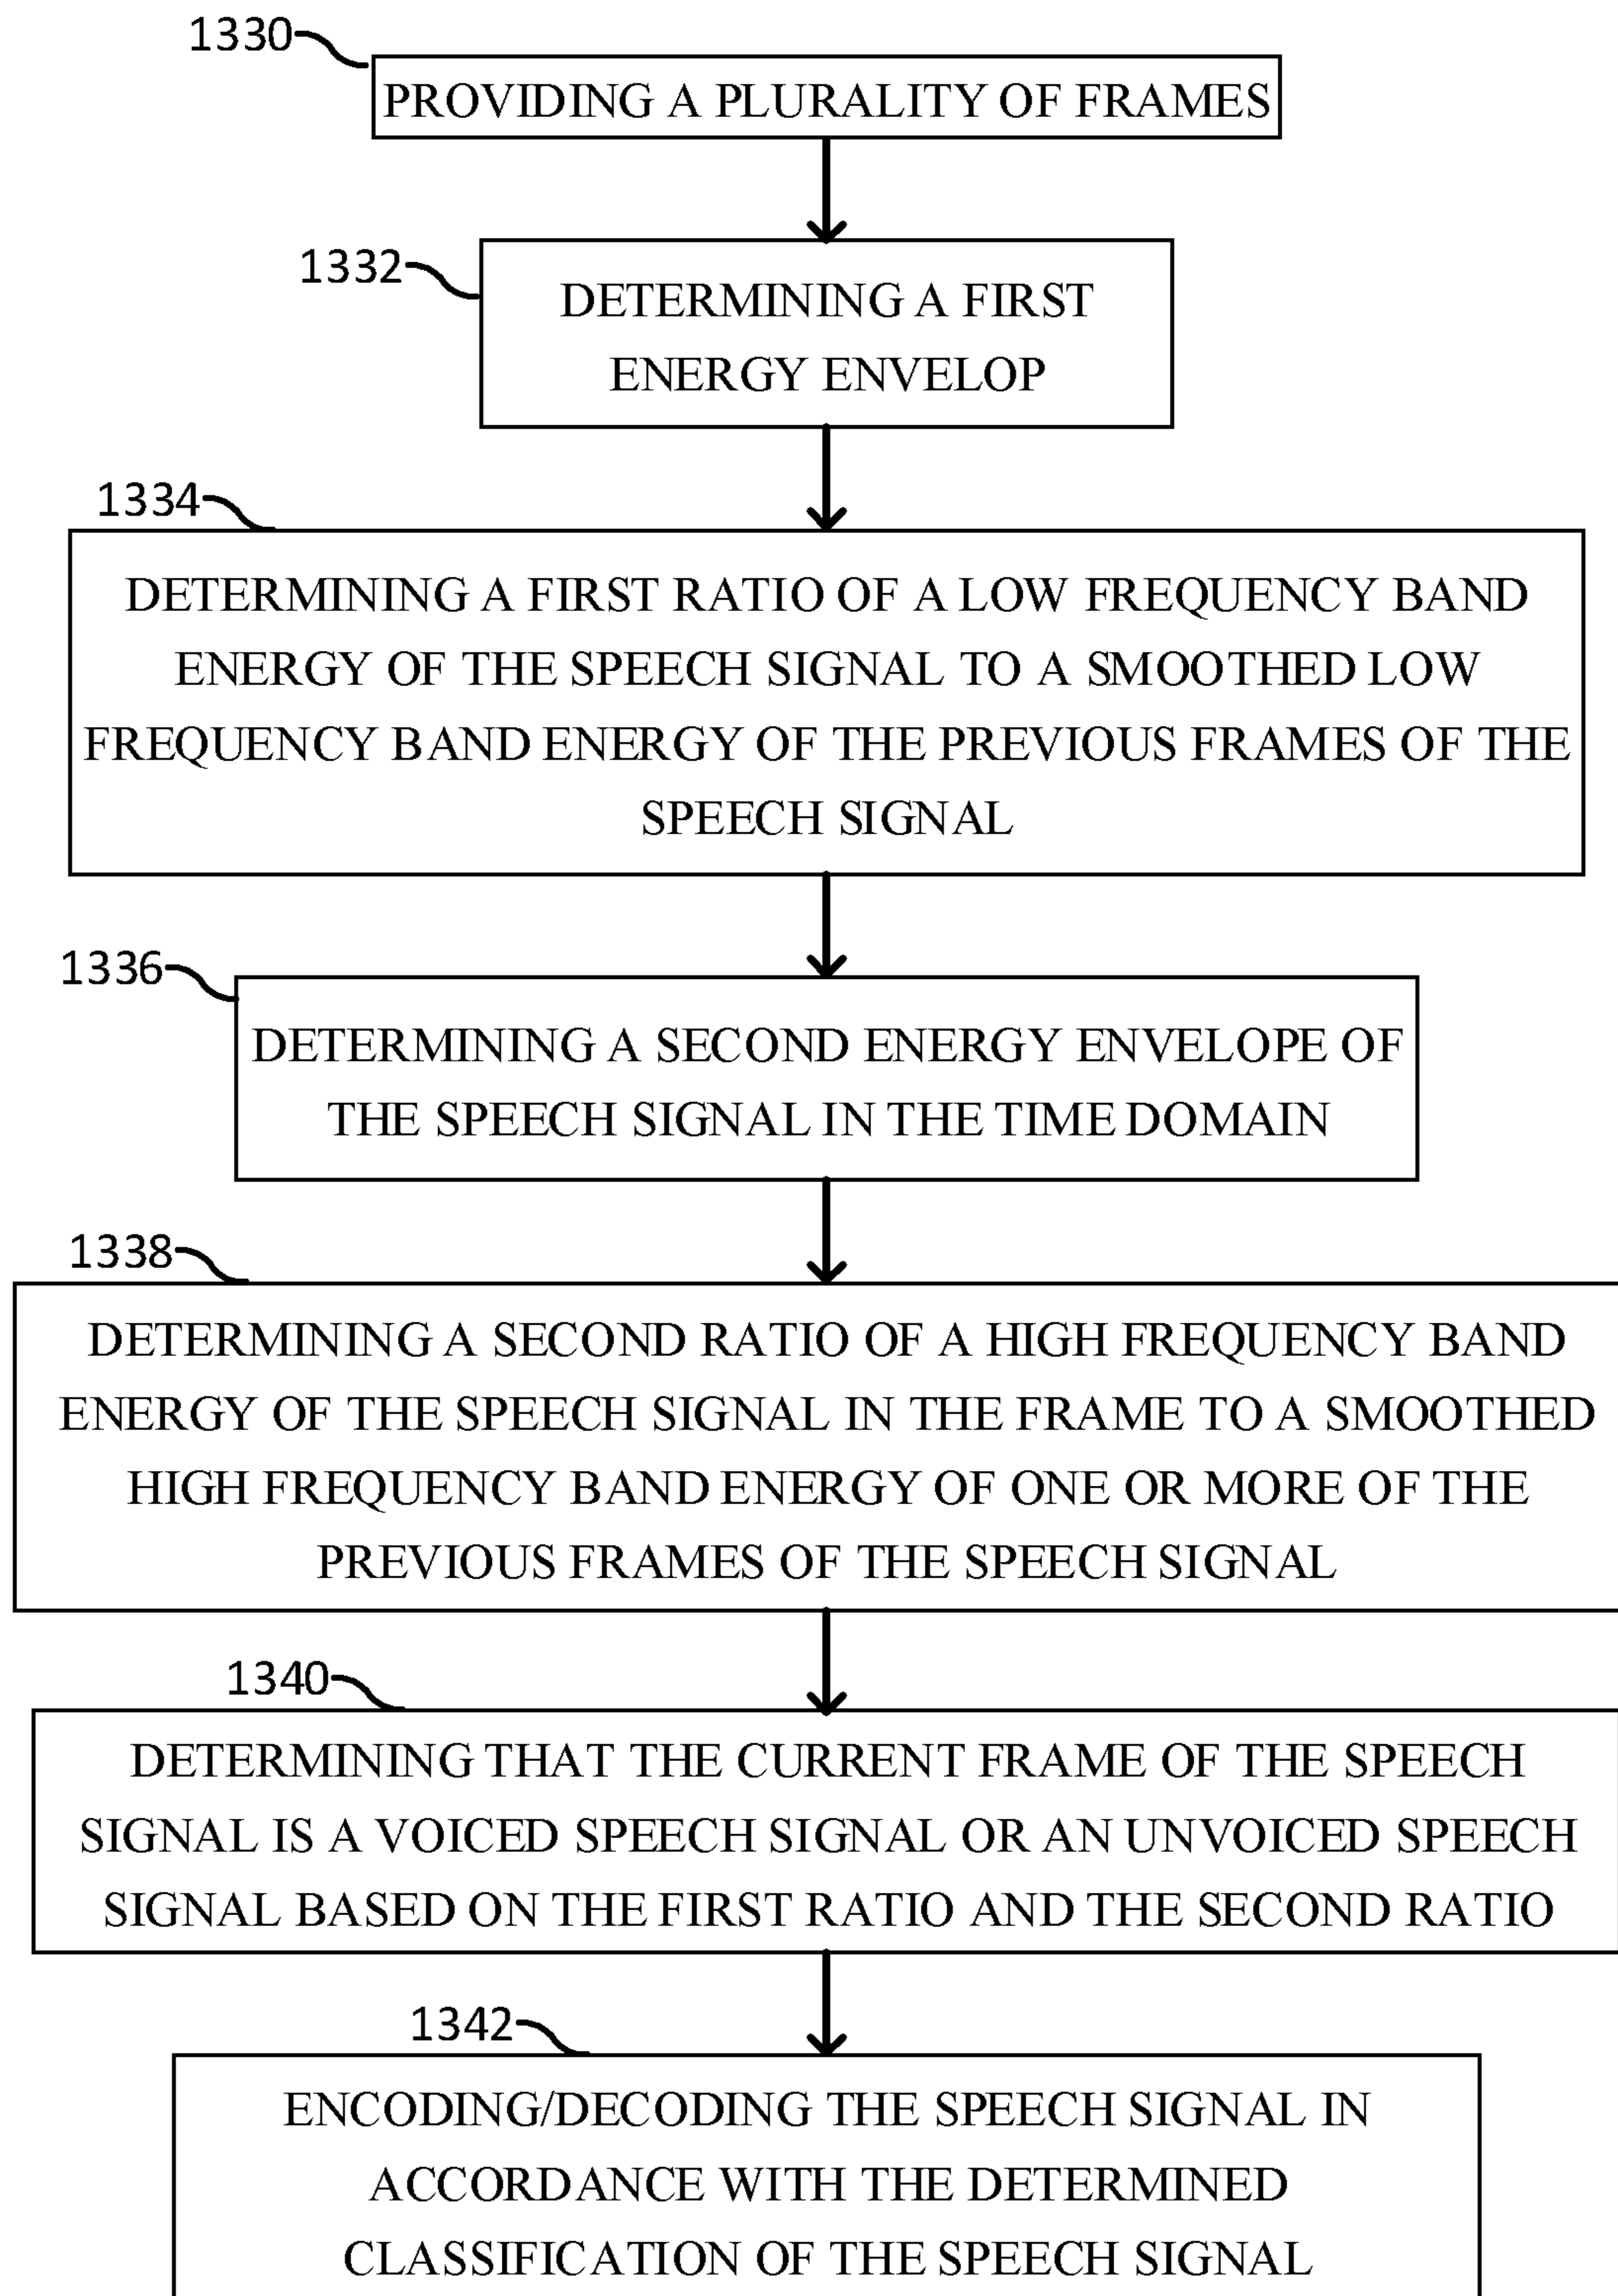 1330
PROVIDING A PLURALITY OF FRAMES
1332
DETERMINING A FIRST
ENERGY ENVELOP
1334
DETERMINING A FIRST RATIO OF A LOW FREQUENCY BAND
ENERGY OF THE SPEECH SIGNAL TO A SMOOTHED LOW
FREQUENCY BAND ENERGY OF THE PREVIOUS FRAMES OF THE
SPEECH SIGNAL
1336
DETERMINING A SECOND ENERGY ENVELOPE OF
THE SPEECH SIGNAL IN THE TIME DOMAIN
1338
DETERMINING A SECOND RATIO OF A HIGH FREQUENCY BAND
ENERGY OF THE SPEECH SIGNAL IN THE FRAME TO A SMOOTHED
HIGH FREQUENCY BAND ENERGY OF ONE OR MORE OF THE
PREVIOUS FRAMES OF THE SPEECH SIGNAL
1340
DETERMINING THAT THE CURRENT FRAME OF THE SPEECH
SIGNAL IS A VOICED SPEECH SIGNAL OR AN UNVOICED SPEECH
SIGNAL BASED ON THE FIRST RATIO AND THE SECOND RATIO
1342
ENCODING/DECODING THE SPEECH SIGNAL IN
ACCORDANCE WITH THE DETERMINED
CLASSIFICATION OF THE SPEECH SIGNAL